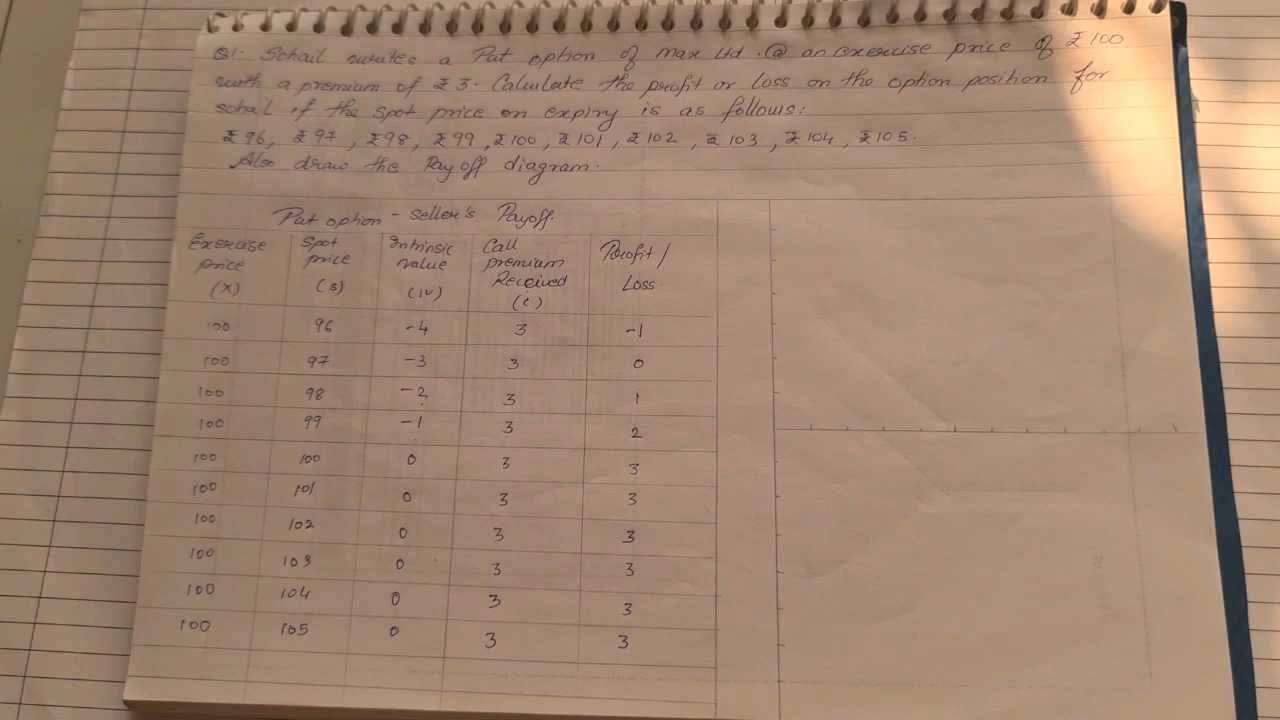 Q1. Sohail writes a Put option of Max Ltd. @ an exercise price of ₹100
with a premium of ₹3. Calculate the profit or loss on the option position for
sohail if the spot price on expiry is as follows:
₹96, ₹97, ₹98, ₹99, ₹100, ₹101, ₹102, ₹103, ₹104, ₹105.
Also draw the Pay off diagram.
Put option - seller's Payoff.
Exercise price (X) Spot price (S) Intrinsic value (IV) Call premium Received (c) Profit / Loss.
100 96 -4 3 -1
100 97 -3 3 0
100 98 -2 3 1
100 99 -1 3 2
100 100 0 3 3
100 101 0 3 3
100 102 0 3 3
100 103 0 3 3
100 104 0 3 3
100 105 0 3 3